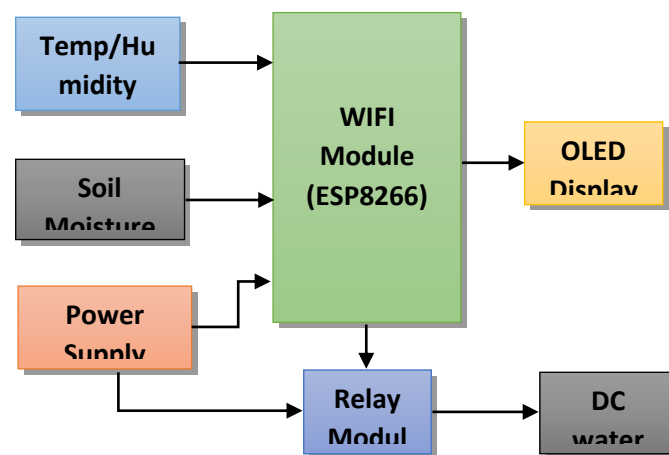 Temp/Hu
midity
WIFI
Module
(ESP8266)
OLED
Display
Soil
Moisture
Power
Supply
Relay
Modul
DC
water